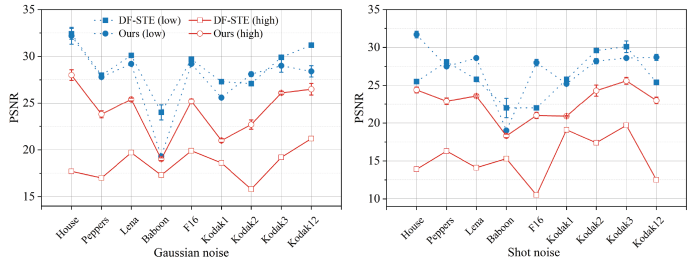 DF-STE (low) DF-STE (high)
Ours (low) Ours (high)
PSNR
35
30
25
20
15
House Peppers Lena Baboon F16 Kodak1 Kodak2 Kodak3 Kodak12
Gaussian noise
PSNR
35
30
25
20
15
10
House Peppers Lena Baboon F16 Kodak1 Kodak2 Kodak3 Kodak12
Shot noise